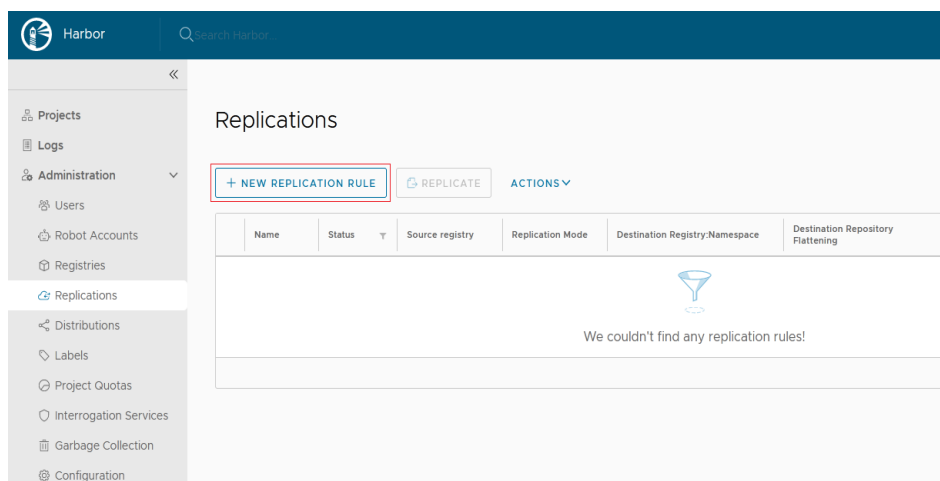 Harbor
Search Harbor...
«
Projects
Logs
Administration
Users
Robot Accounts
Registries
Replications
Distributions
Labels
Project Quotas
Interrogation Services
Garbage Collection
Configuration
Replications
+ NEW REPLICATION RULE
REPLICATE
ACTIONS
Name
Status
Source registry
Replication Mode
Destination Registry:Namespace
Destination Repository
Flattening
We couldn't find any replication rules!